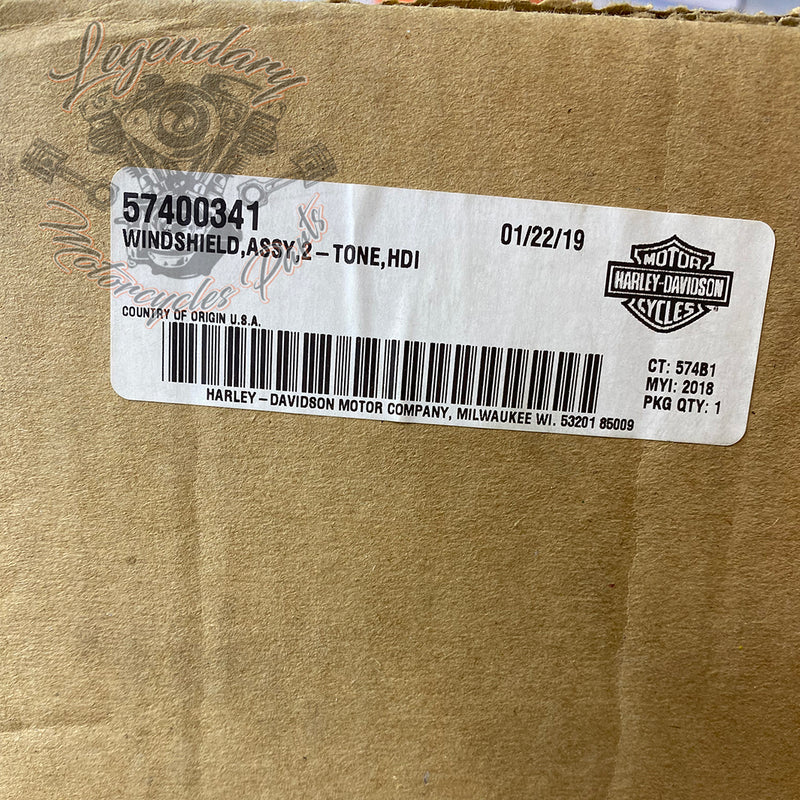 Legendary
Motorcycles Parts
57400341
WINDSHIELD,ASSY,2-TONE,HDI
01/22/19
MOTOR
HARLEY-DAVIDSON
CYCLES
COUNTRY OF ORIGIN U.S.A.
HARLEY-DAVIDSON MOTOR COMPANY, MILWAUKEE WI. 53201 85009
CT: 574B1
MYI: 2018
PKG QTY: 1